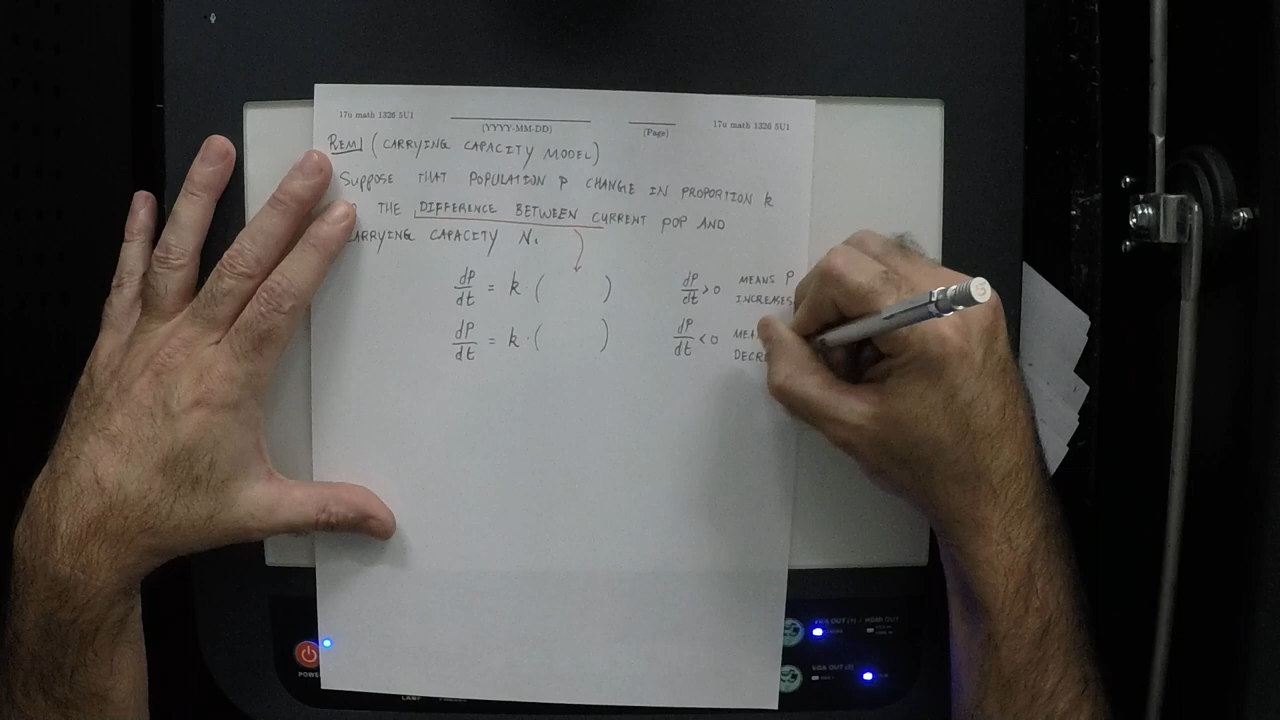 17u math 1326 5U1
(YYYY-MM-DD)
(Page)
17u math 1326 5U1
REM (CARRYING CAPACITY MODEL)
SUPPOSE THAT POPULATION P CHANGE IN PROPORTION k
THE DIFFERENCE BETWEEN CURRENT POP AND
CARRYING CAPACITY N.
dP/dt = k · ( )
dP/dt > 0 MEANS P
INCREASES
dP/dt = k · ( )
dP/dt < 0
POWER